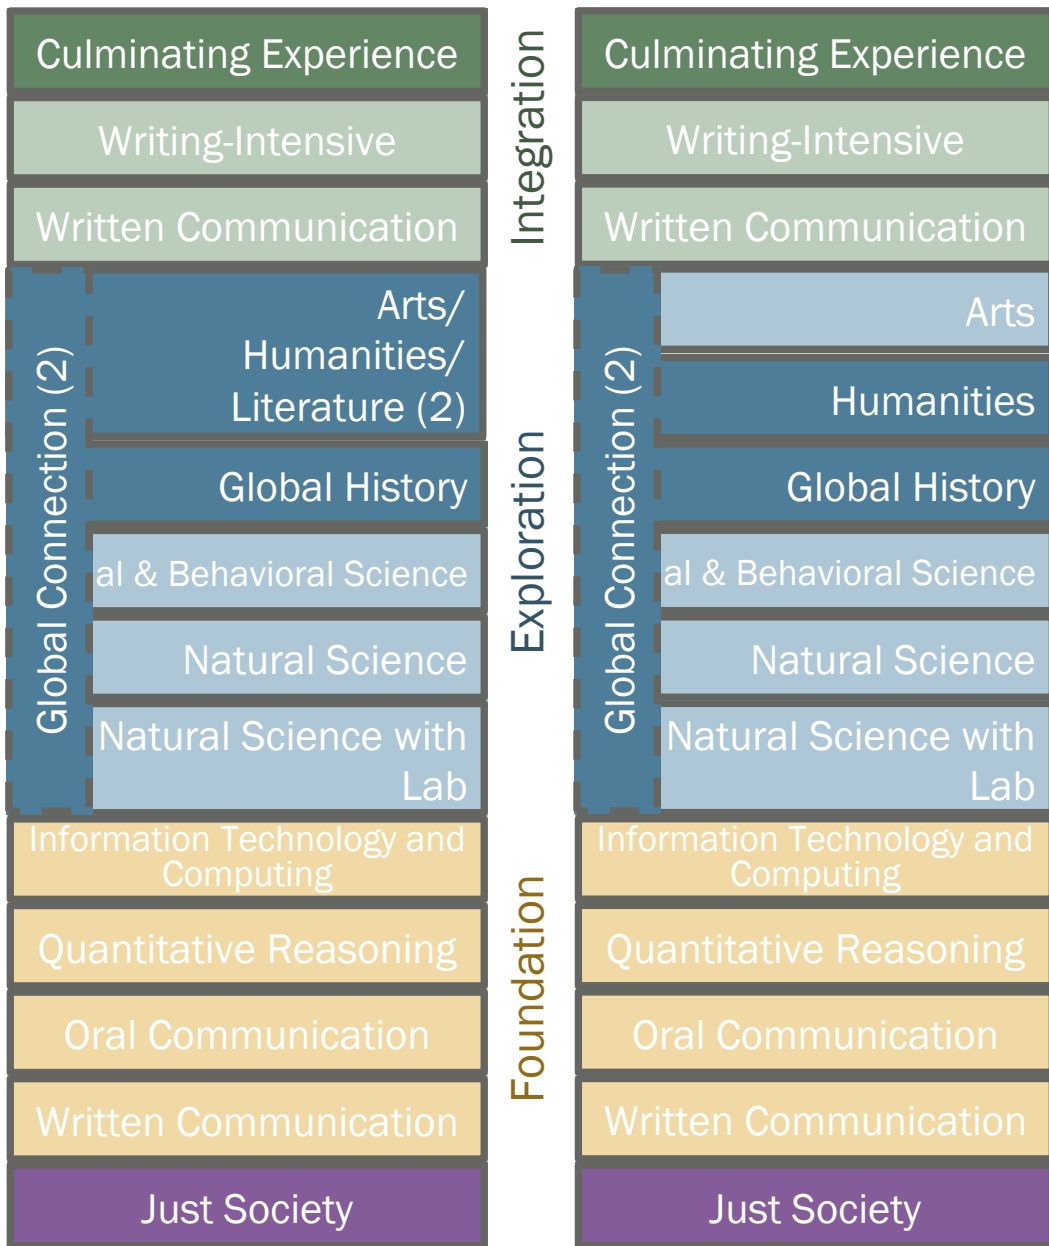 Culminating Experience
Writing-Intensive
Written Communication
Global Connection (2)
Arts/
Humanities/
Literature (2)
Global History
al & Behavioral Science
Natural Science
Natural Science with
Lab
Information Technology and
Computing
Quantitative Reasoning
Oral Communication
Written Communication
Just Society
Integration
Exploration
Foundation
Culminating Experience
Writing-Intensive
Written Communication
Global Connection (2)
Arts
Humanities
Global History
al & Behavioral Science
Natural Science
Natural Science with
Lab
Information Technology and
Computing
Quantitative Reasoning
Oral Communication
Written Communication
Just Society